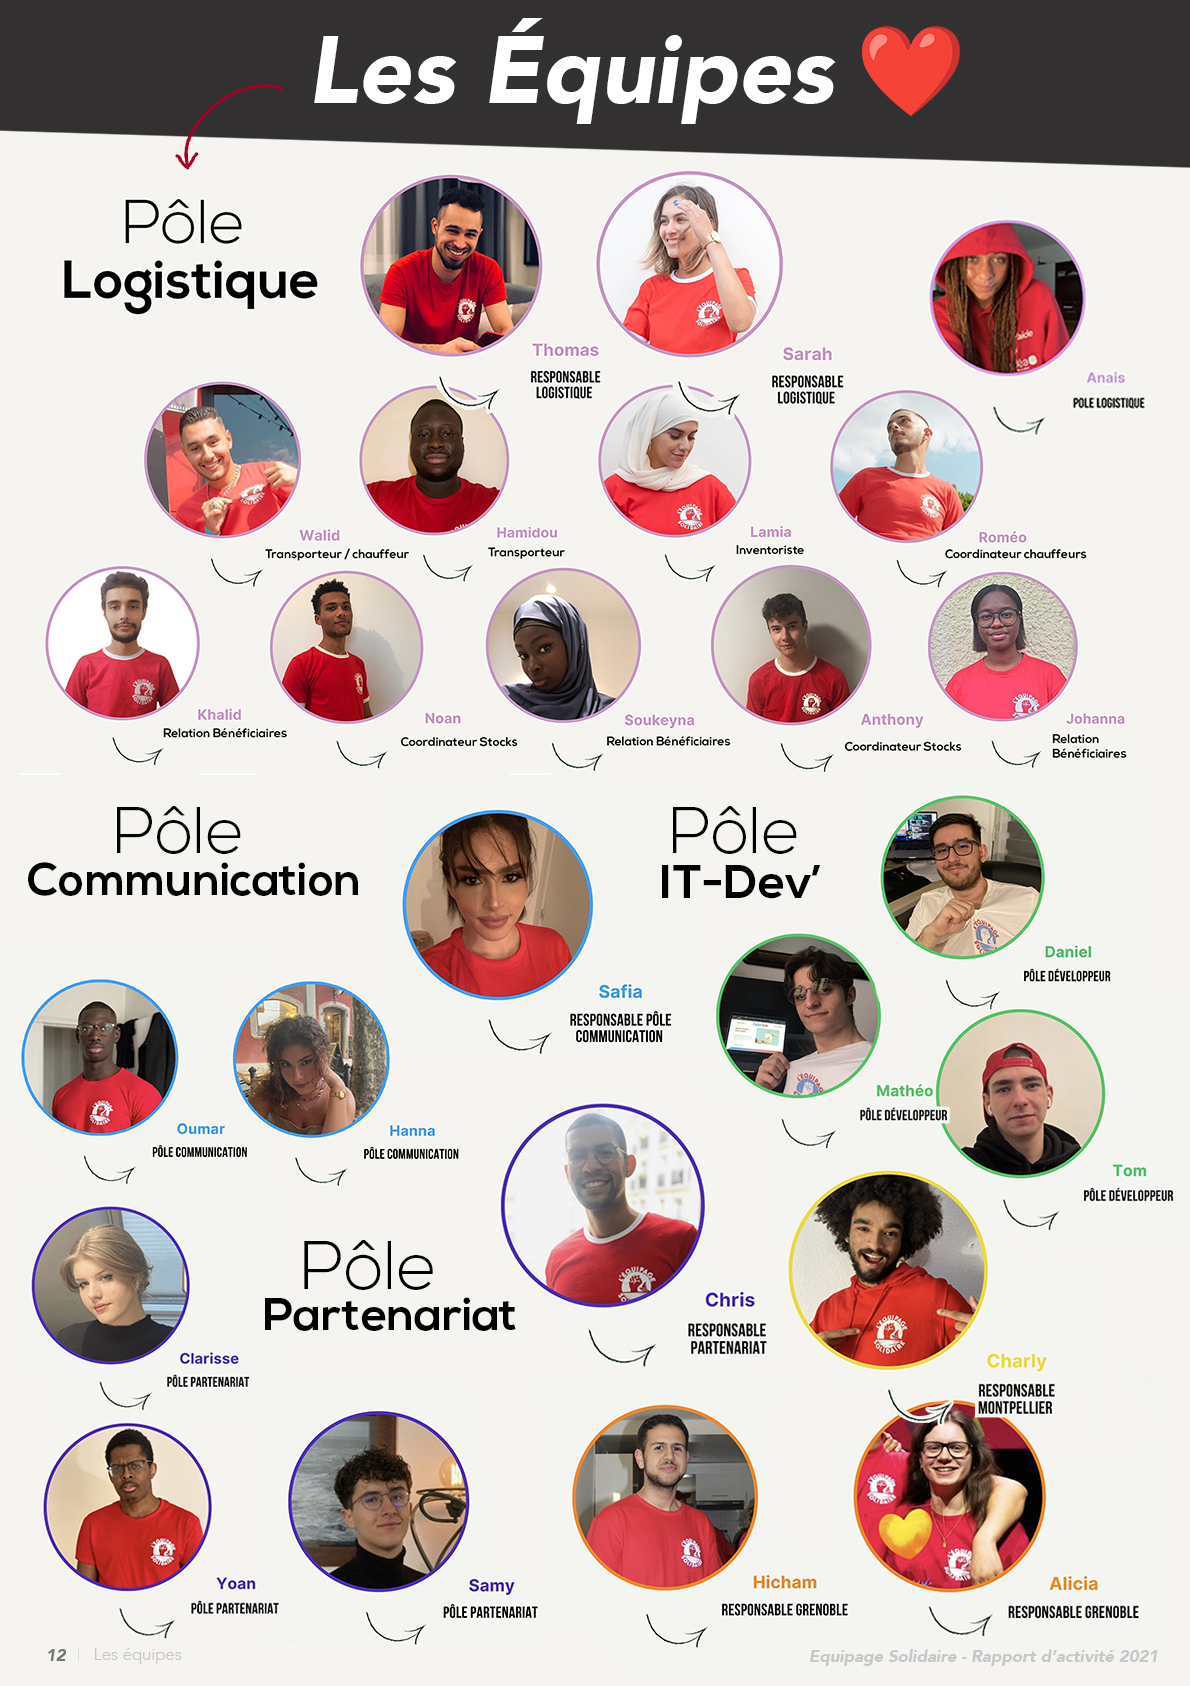 Les Équipes
Pôle
Logistique
Thomas
RESPONSABLE
LOGISTIQUE
Sarah
RESPONSABLE
LOGISTIQUE
Anais
POLE LOGISTIQUE
Walid
Transporteur / chauffeur
Hamidou
Transporteur
Lamia
Inventoriste
Roméo
Coordinateur chauffeurs
Khalid
Relation Bénéficiaires
Noan
Coordinateur Stocks
Soukeyna
Relation Bénéficiaires
Anthony
Coordinateur Stocks
Johanna
Relation
Bénéficiaires
Pôle
Communication
Safia
RESPONSABLE PÔLE
COMMUNICATION
Oumar
PÔLE COMMUNICATION
Hanna
PÔLE COMMUNICATION
Pôle
IT-Dev’
Daniel
PÔLE DÉVELOPPEUR
Mathéo
PÔLE DÉVELOPPEUR
Tom
PÔLE DÉVELOPPEUR
Pôle
Partenariat
Chris
RESPONSABLE
PARTENARIAT
Clarisse
PÔLE PARTENARIAT
Yoan
PÔLE PARTENARIAT
Samy
PÔLE PARTENARIAT
Charly
RESPONSABLE
MONTPELLIER
L'ÉQUIPAGE
SOLIDAIRE
Hicham
RESPONSABLE GRENOBLE
Alicia
RESPONSABLE GRENOBLE
12 | Les équipes
Equipage Solidaire - Rapport d’activité 2021